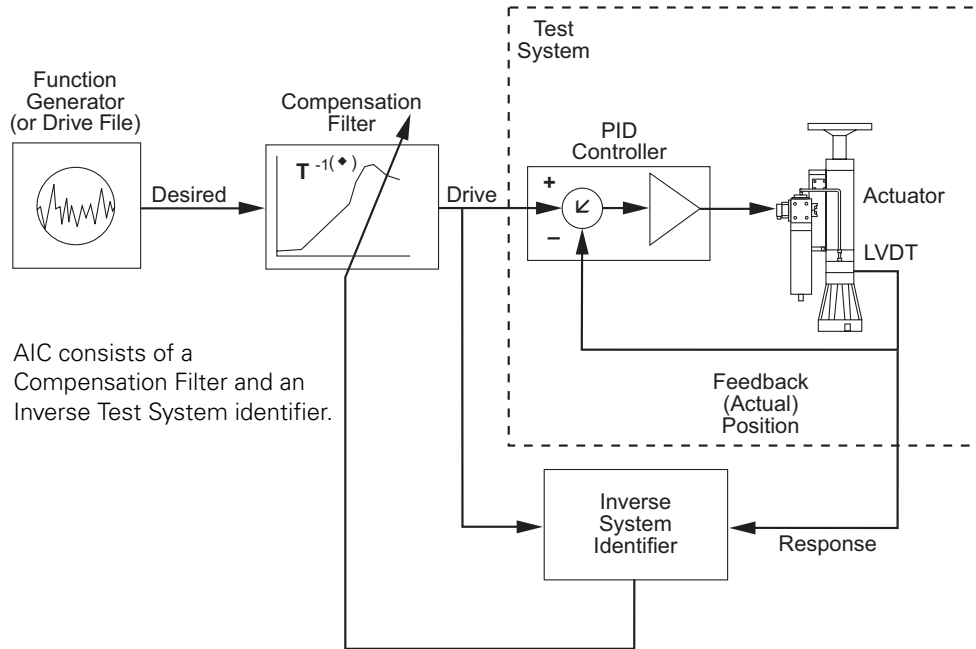 Test
System
Function
Generator
(or Drive File)
Compensation
Filter
PID
Controller
T -1(◆)
Desired
Drive
+
−
Actuator
LVDT
AIC consists of a
Compensation Filter and an
Inverse Test System identifier.
Feedback
(Actual)
Position
Inverse
System
Identifier
Response